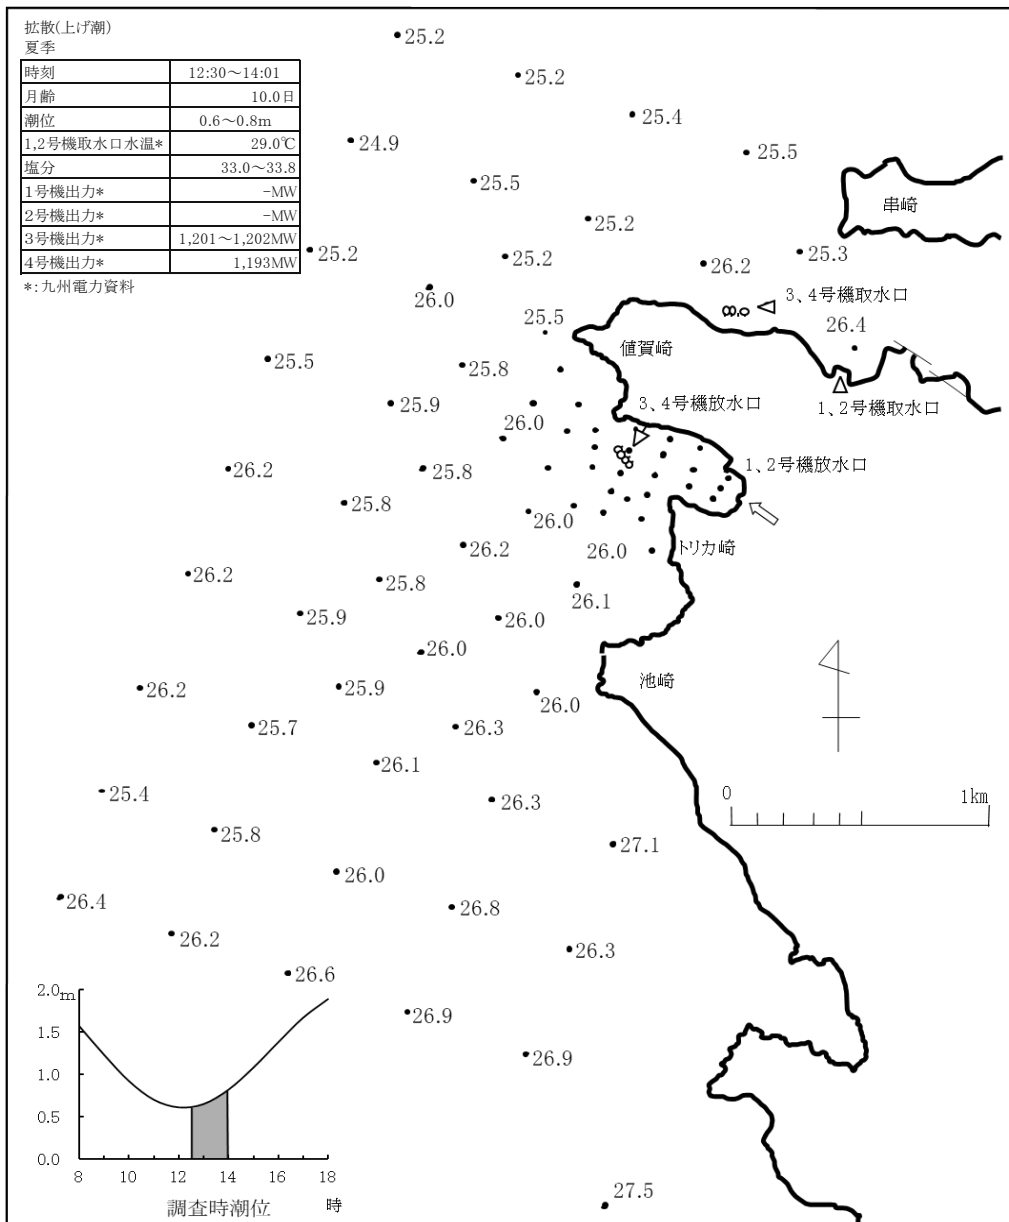 拡散(上げ潮)
夏季
時刻 12:30～14:01
月齢 10.0日
潮位 0.6～0.8m
1,2号機取水口水温* 29.0℃
塩分 33.0～33.8
1号機出力* -MW
2号機出力* -MW
3号機出力* 1,201～1,202MW
4号機出力* 1,193MW
*:九州電力資料
25.2
25.2
25.4
24.9
25.5
25.5
串崎
25.2
25.3
25.2
25.2
26.2
26.0
3、4号機取水口
25.5
26.4
値賀崎
25.5
25.8
25.9
3、4号機放水口
1,2号機取水口
26.0
26.2
25.8
1、2号機放水口
25.8
26.0
26.2
26.0
トリカ崎
26.2
25.8
26.1
25.9
26.0
26.0
池崎
26.2
25.9
26.0
25.7
26.3
26.1
0 1km
25.4
26.3
25.8
27.1
26.0
26.4
26.8
26.2
26.3
26.6
26.9
26.9
27.5
2.0 m
1.5
1.0
0.5
0.0
8 10 12 14 16 18
調査時潮位 時